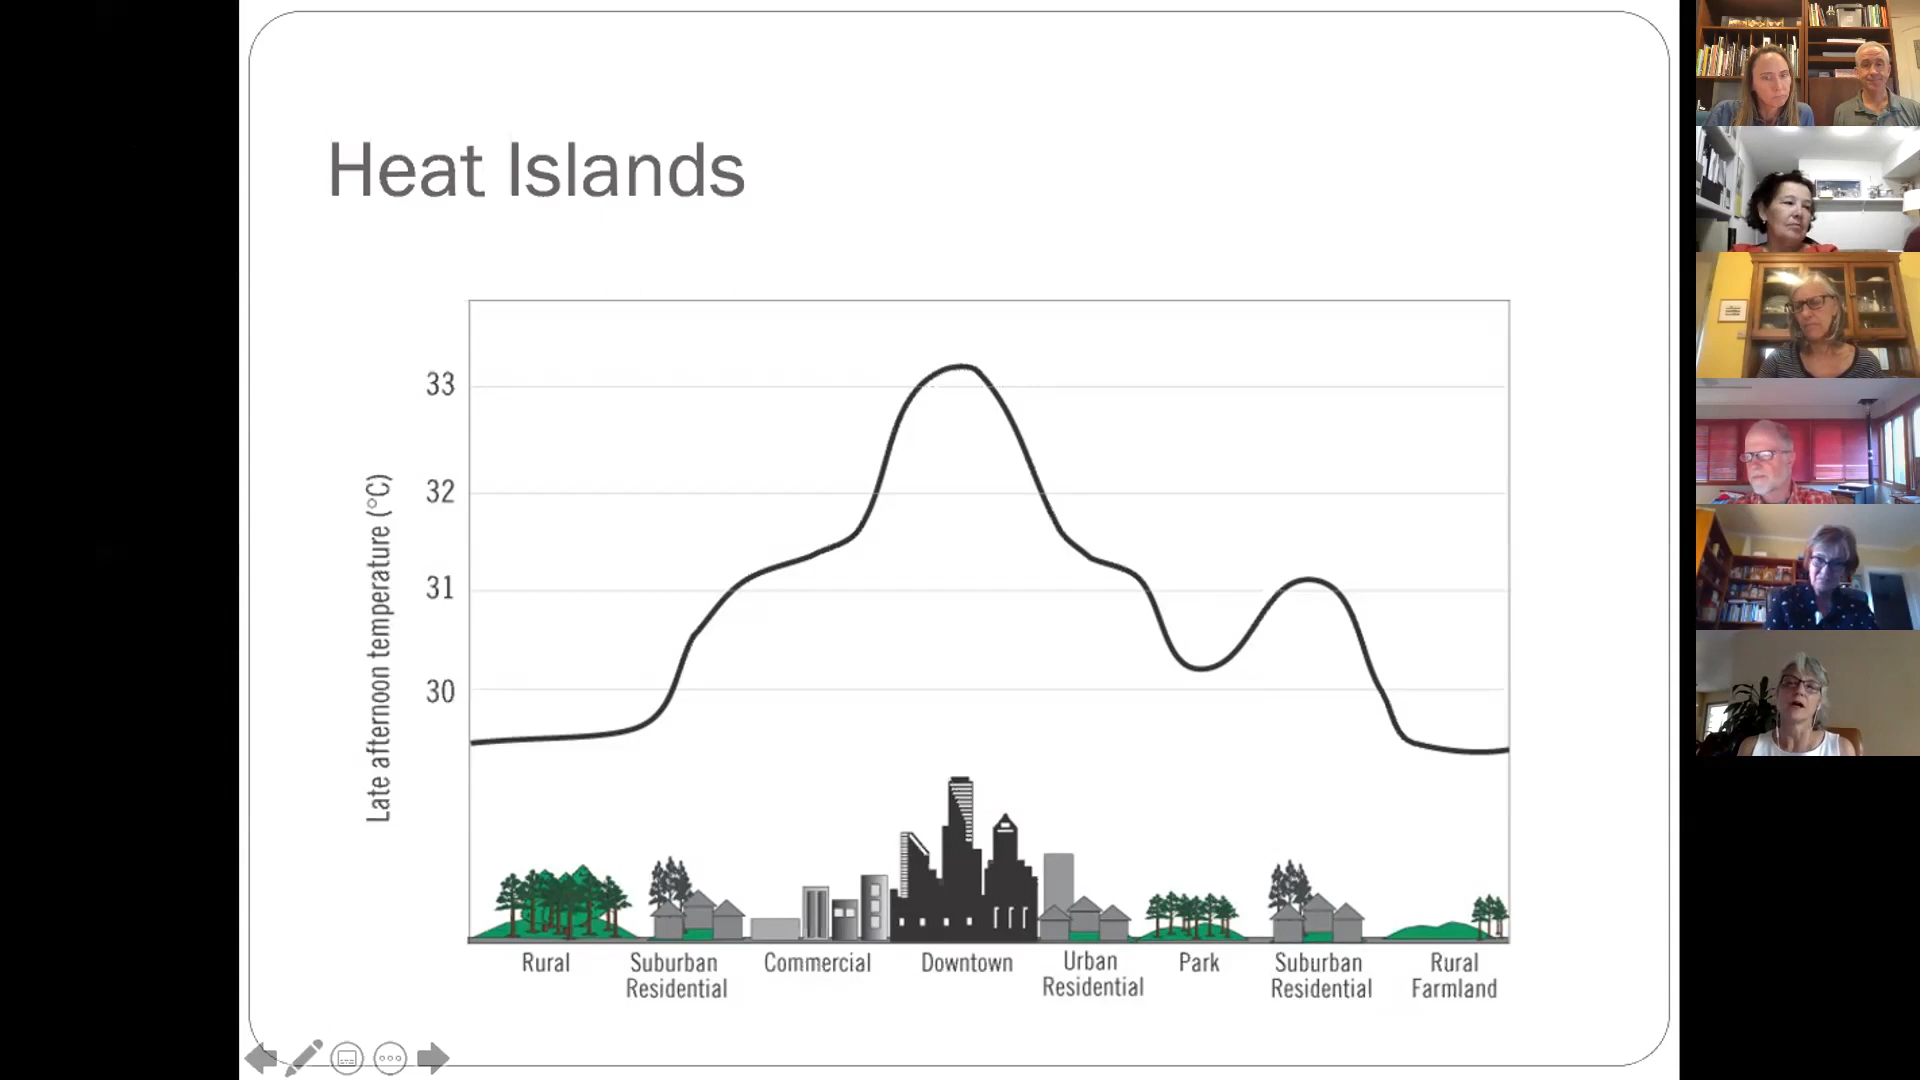 Heat Islands
Late afternoon temperature (°C)
33
32
31
30
Rural
Suburban
Residential
Commercial
Downtown
Urban
Residential
Park
Suburban
Residential
Rural
Farmland